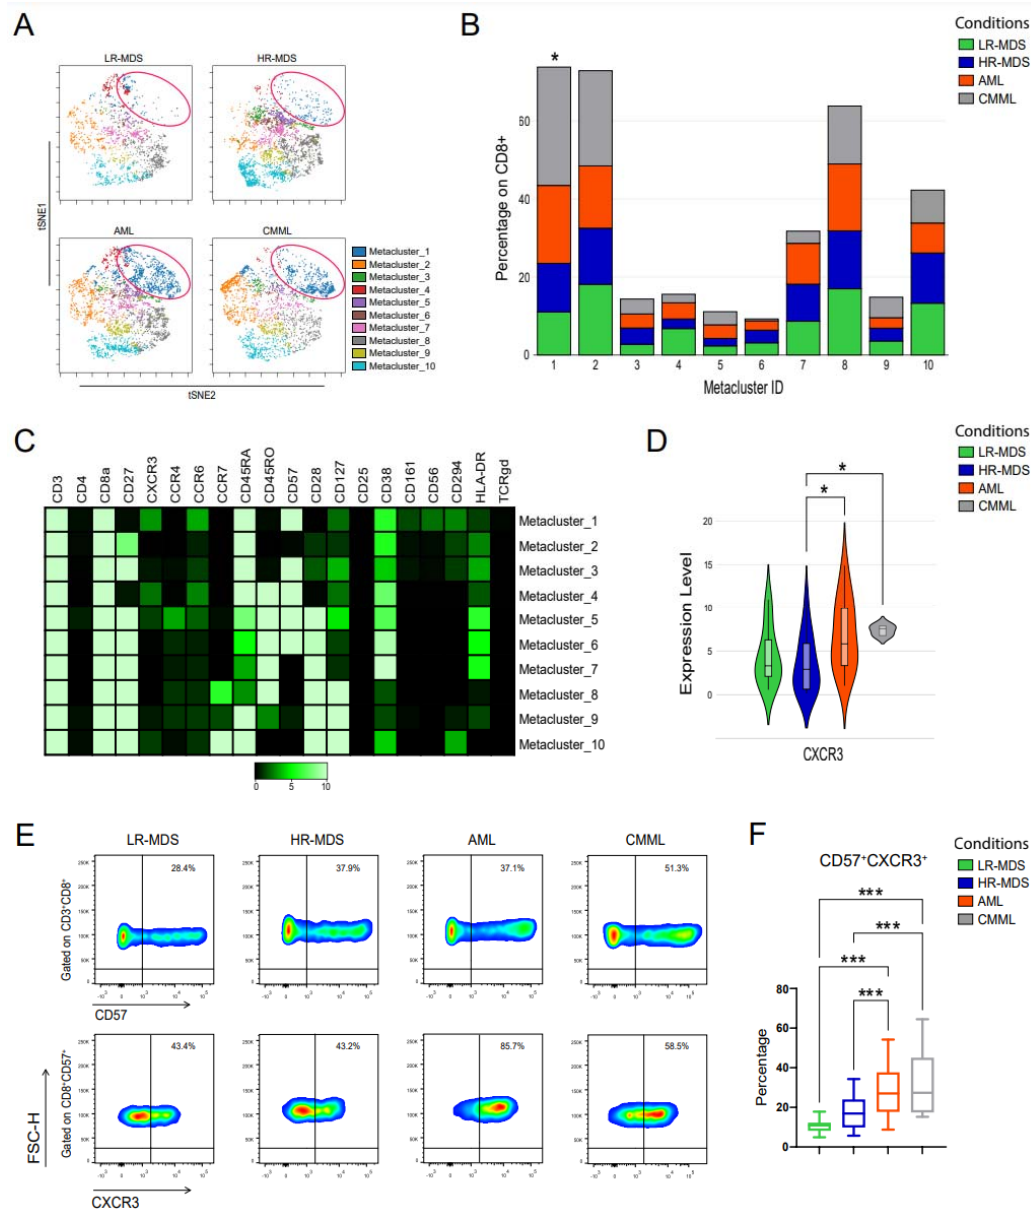 A
LR-MDS
HR-MDS
AML
CMML
tSNE1
tSNE2
Metacluster_1
Metacluster_2
Metacluster_3
Metacluster_4
Metacluster_5
Metacluster_6
Metacluster_7
Metacluster_8
Metacluster_9
Metacluster_10
B
Conditions
LR-MDS
HR-MDS
AML
CMML
*
Percentage on CD8+
60
40
20
0
1 2 3 4 5 6 7 8 9 10
Metacluster ID
C
CD3 CD4 CD8a CD27 CXCR3 CCR4 CCR6 CCR7 CD45RA CD45RO CD57 CD28 CD127 CD25 CD38 CD161 CD56 CD294 HLA-DR TCRgd
Metacluster_1
Metacluster_2
Metacluster_3
Metacluster_4
Metacluster_5
Metacluster_6
Metacluster_7
Metacluster_8
Metacluster_9
Metacluster_10
0 5 10
D
Conditions
LR-MDS
HR-MDS
AML
CMML
*
*
Expression Level
20
15
10
5
0
CXCR3
E
LR-MDS HR-MDS AML CMML
Gated on CD3+CD8+
28.4% 37.9% 37.1% 51.3%
CD57
Gated on CD8+CD57+
43.4% 43.2% 85.7% 58.5%
FSC-H
CXCR3
F
Conditions
LR-MDS
HR-MDS
AML
CMML
CD57+CXCR3+
***
***
***
***
Percentage
80
60
40
20
0